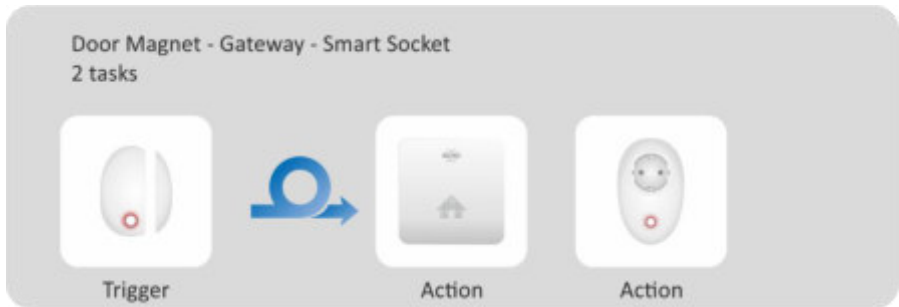 Door Magnet - Gateway - Smart Socket
2 tasks
Trigger
Action
Action